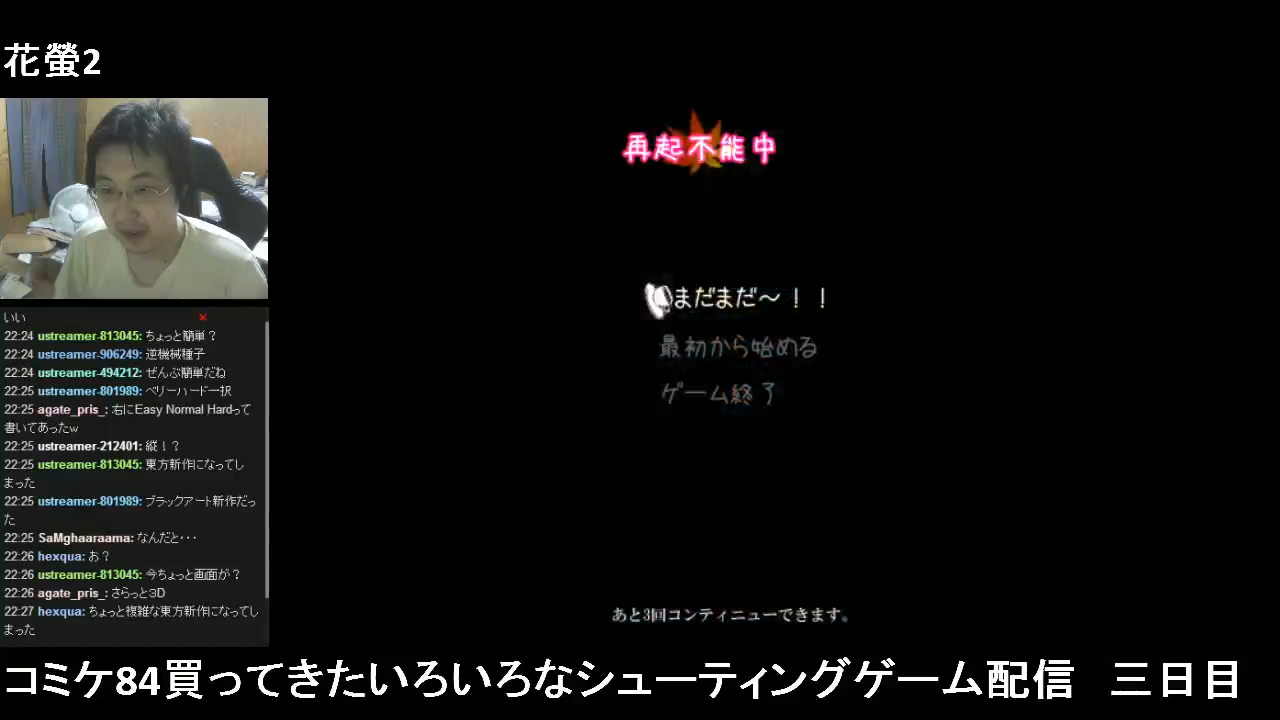 花螢2
再起不能中
まだまだ～！！
最初から始める
ゲーム終了
あと3回コンティニューできます。
いい
22:24 ustreamer-813045: ちょっと簡単？
22:24 ustreamer-906249: 逆機械種子
22:24 ustreamer-494212: ぜんぶ簡単だね
22:25 ustreamer-801989: ベリーハード一択
22:25 agate_pris_: 右にEasy Normal Hardって
書いてあったw
22:25 ustreamer-212401: 縦！？
22:25 ustreamer-813045: 東方新作になってし
まった
22:25 ustreamer-801989: ブラックアート新作だっ
た
22:25 SaMghaaraama: なんだと･･･
22:26 hexqua: お？
22:26 ustreamer-813045: 今ちょっと画面が？
22:26 agate_pris_: さらっと3D
22:27 hexqua: ちょっと複雑な東方新作になってし
まった
コミケ84買ってきたいろいろなシューティングゲーム配信　三日目